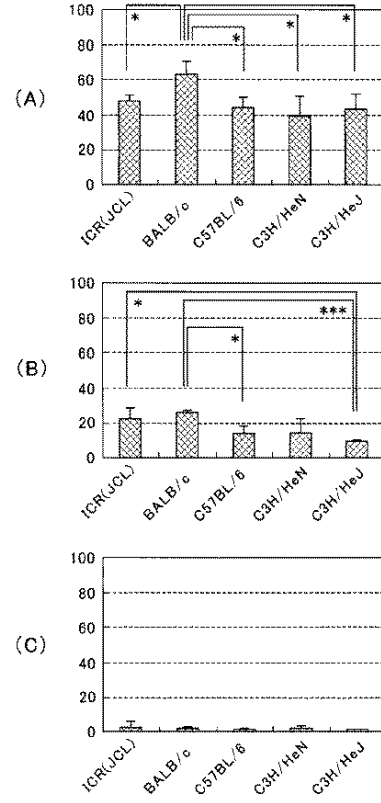 (A)
100
80
60
40
20
0
* * * *
ICR(JCL)
BALB/c
C57BL/6
C3H/HeN
C3H/HeJ
(B)
100
80
60
40
20
0
* * ***
ICR(JCL)
BALB/c
C57BL/6
C3H/HeN
C3H/HeJ
(C)
100
80
60
40
20
0
ICR(JCL)
BALB/c
C57BL/6
C3H/HeN
C3H/HeJ